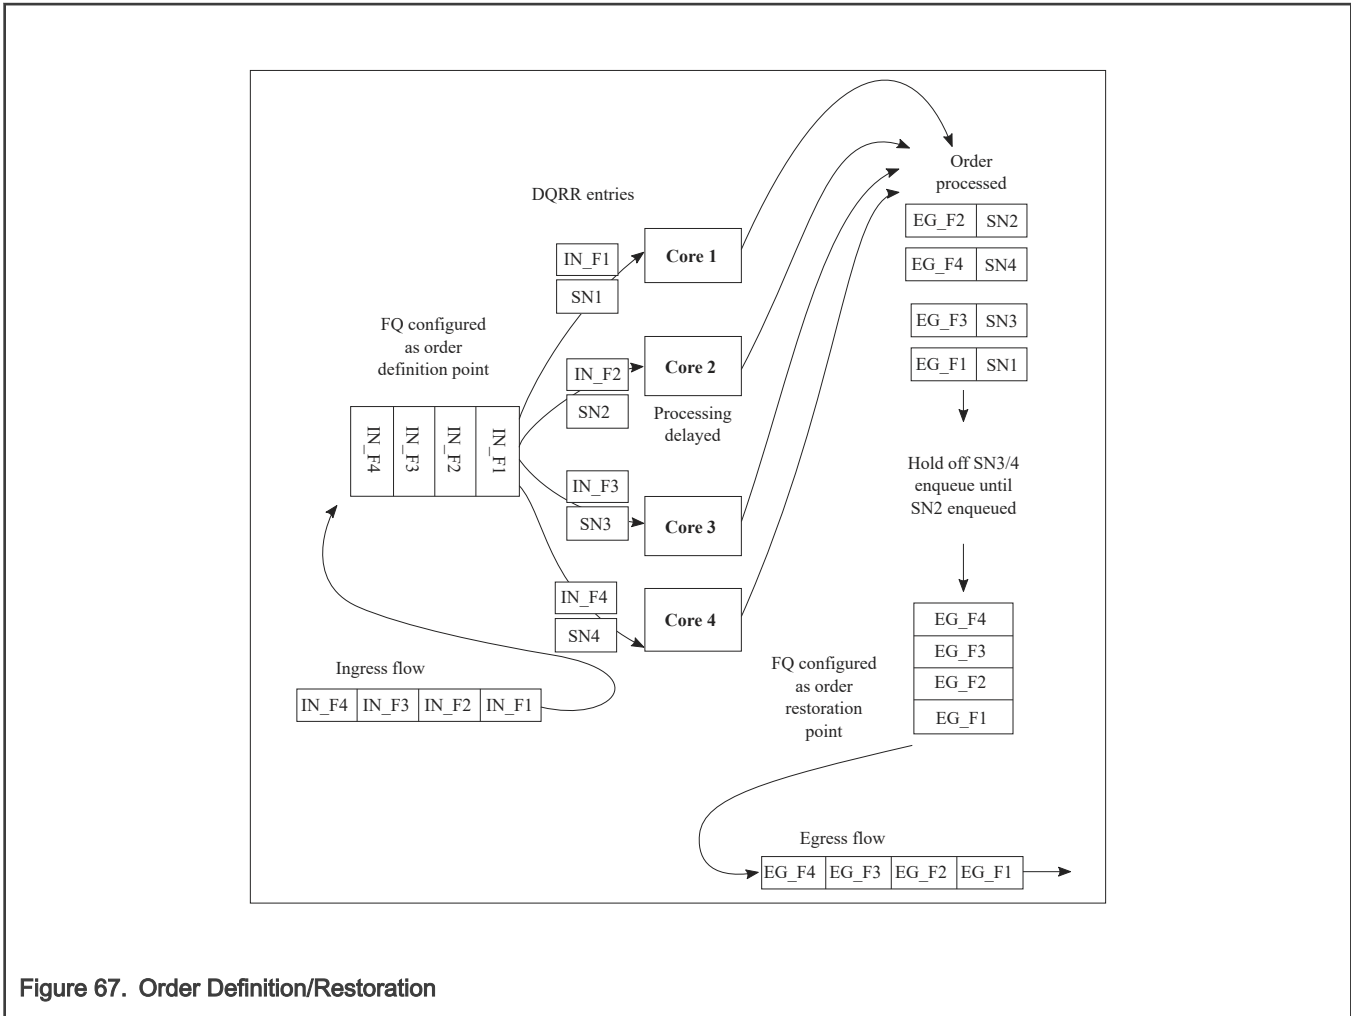 DQRR entries
IN_F1
SN1
Core 1
Order
processed
EG_F2 SN2
EG_F4 SN4
EG_F3 SN3
EG_F1 SN1
FQ configured
as order
definition point
IN_F2
SN2
Core 2
Processing
delayed
IN_F4 IN_F3 IN_F2 IN_F1
IN_F3
SN3
Core 3
Hold off SN3/4
enqueue until
SN2 enqueued
IN_F4
SN4
Core 4
EG_F4
EG_F3
EG_F2
EG_F1
Ingress flow
IN_F4 IN_F3 IN_F2 IN_F1
FQ configured
as order
restoration
point
Egress flow
EG_F4 EG_F3 EG_F2 EG_F1
Figure 67. Order Definition/Restoration